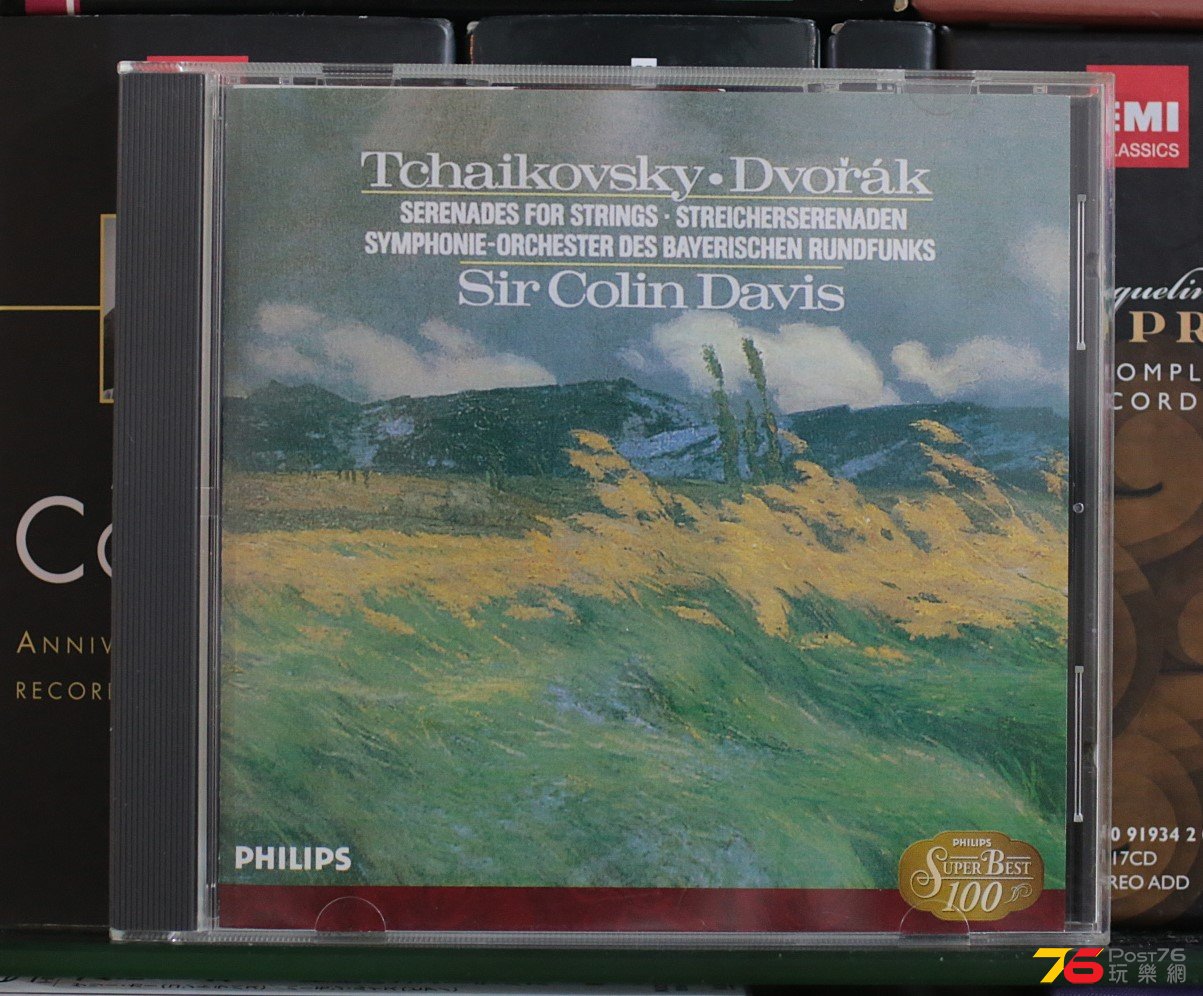 Tchaikovsky • Dvořák
SERENADES FOR STRINGS · STREICHERSERENADEN
SYMPHONIE-ORCHESTER DES BAYERISCHEN RUNDFUNKS
Sir Colin Davis
PHILIPS
PHILIPS
SUPER BEST
100
EMI
CLASSICS
PR
OMPL
CORD
0 91934 2
17CD
REO ADD
Co
ANNIV
RECOR
76 Post76
玩樂網